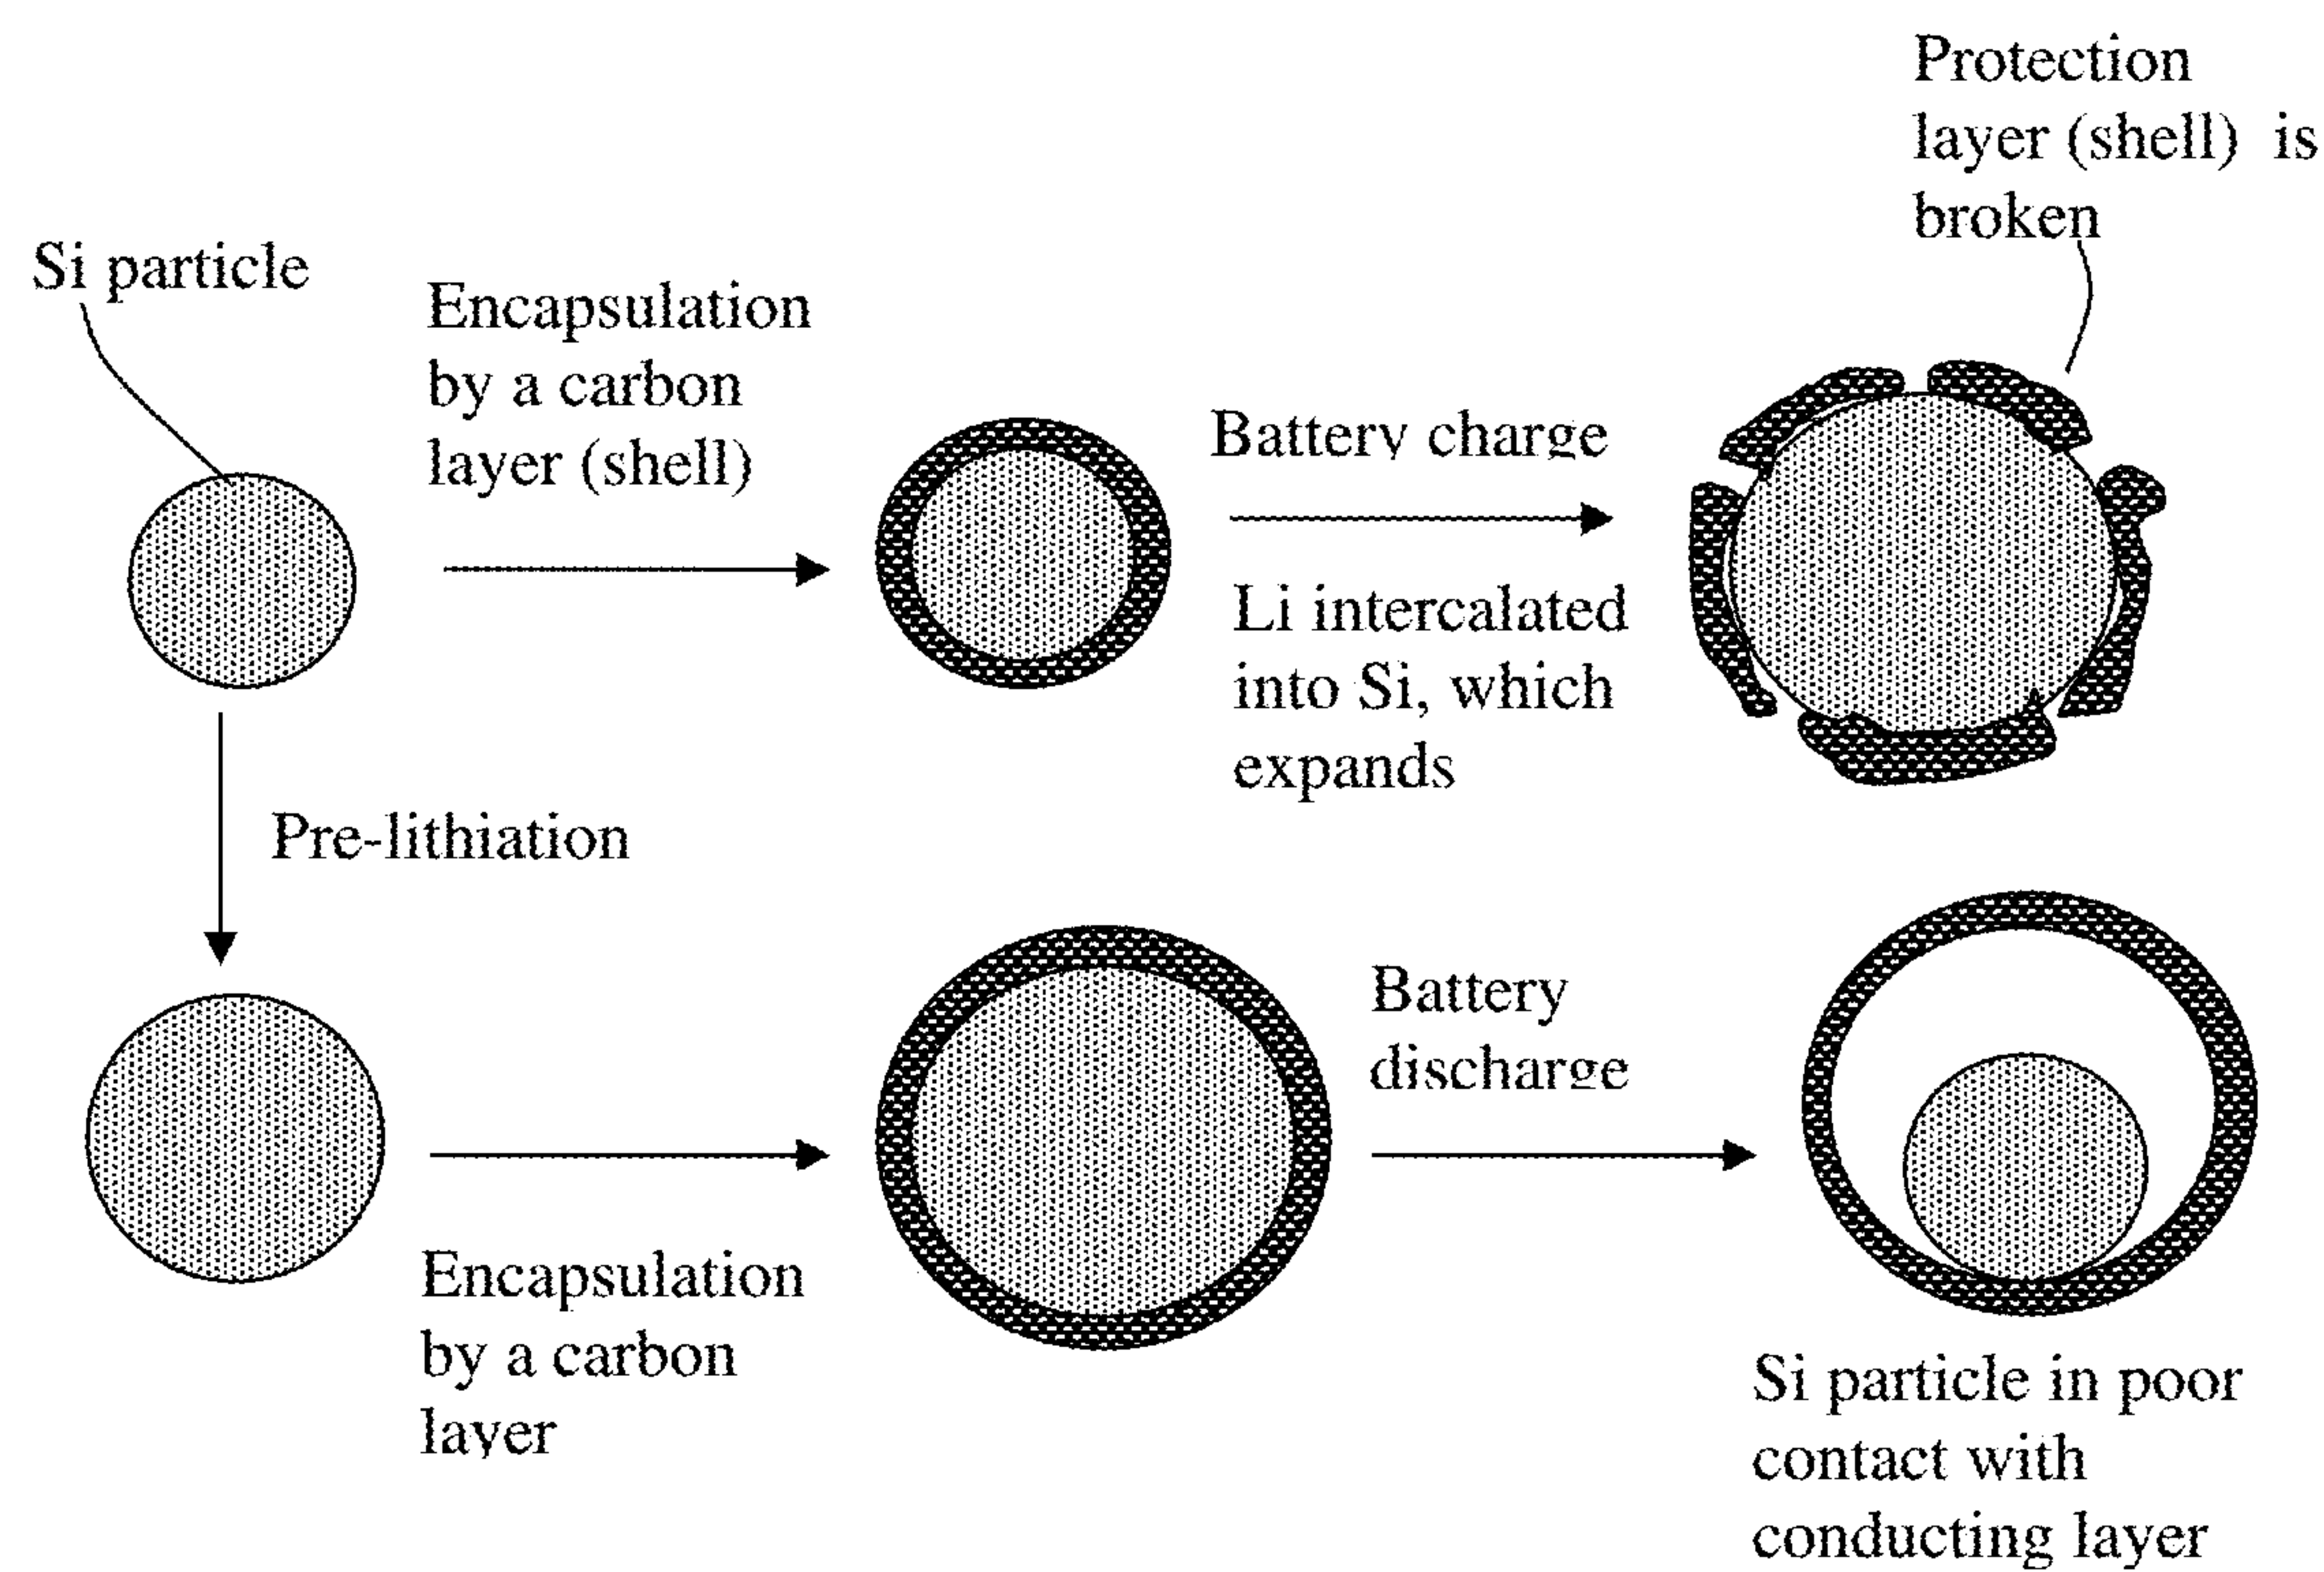 Protection
layer (shell) is
broken
Si particle
Encapsulation
by a carbon
layer (shell)
Battery charge
Li intercalated
into Si, which
expands
Pre-lithiation
Battery
discharge
Encapsulation
by a carbon
layer
Si particle in poor
contact with
conducting layer